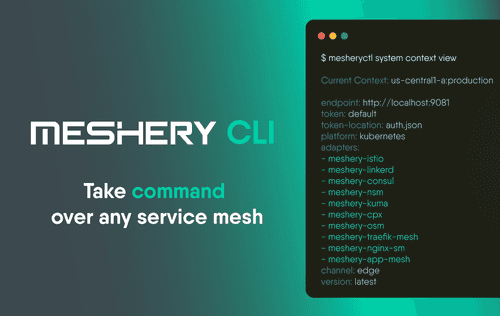 MESHERY CLI
Take command
over any service mesh
$ mesheryctl system context view
Current Context: us-central1-a:production
endpoint: http://localhost:9081
token: default
token-location: auth.json
platform: kubernetes
adapters:
- meshery-istio
- meshery-linkerd
- meshery-consul
- meshery-nsm
- meshery-kuma
- meshery-cpx
- meshery-osm
- meshery-traefik-mesh
- meshery-nginx-sm
- meshery-app-mesh
channel: edge
version: latest